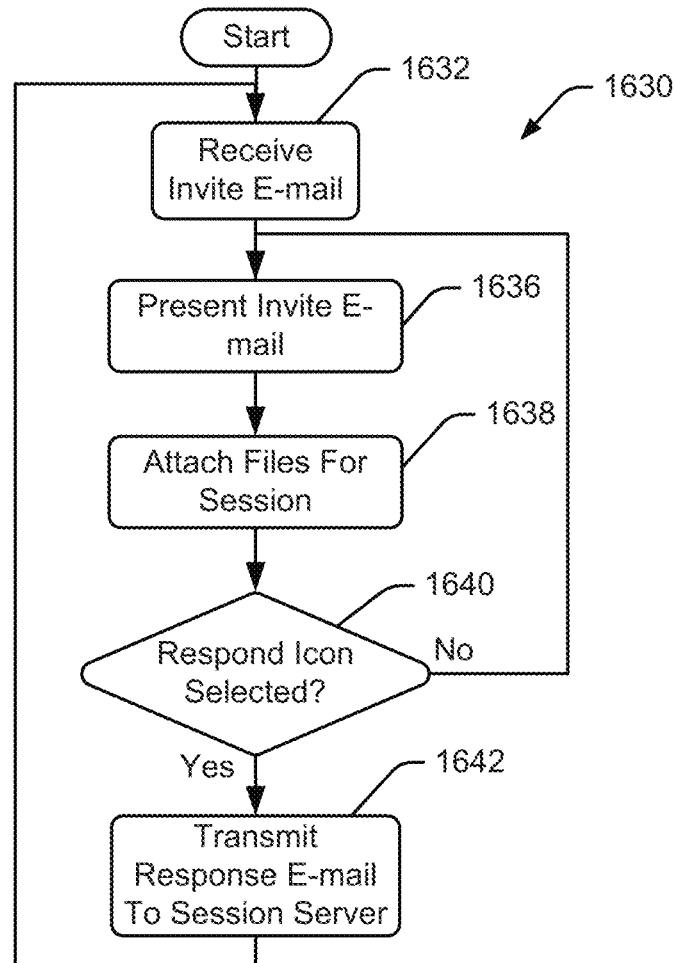 Start
1632
1630
Receive
Invite E-mail
Present Invite E-
mail
1636
1638
Attach Files For
Session
1640
Respond Icon
Selected?
No
Yes
1642
Transmit
Response E-mail
To Session Server